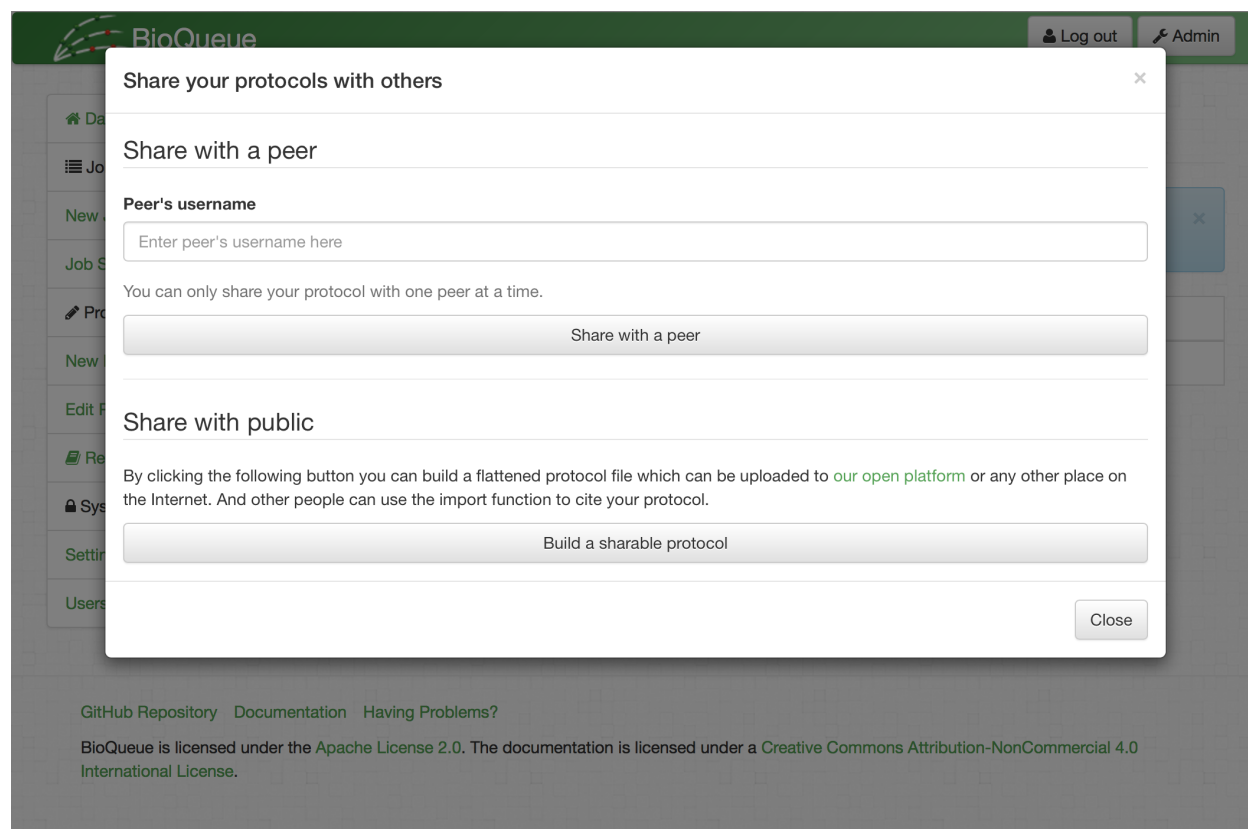 BioQueue
Log out
Admin
Share your protocols with others
×
Share with a peer
Peer's username
Enter peer's username here
You can only share your protocol with one peer at a time.
Share with a peer
Share with public
By clicking the following button you can build a flattened protocol file which can be uploaded to our open platform or any other place on
the Internet. And other people can use the import function to cite your protocol.
Build a sharable protocol
Close
New
Job
Edit
Users
×
GitHub Repository Documentation Having Problems?
BioQueue is licensed under the Apache License 2.0. The documentation is licensed under a Creative Commons Attribution-NonCommercial 4.0
International License.